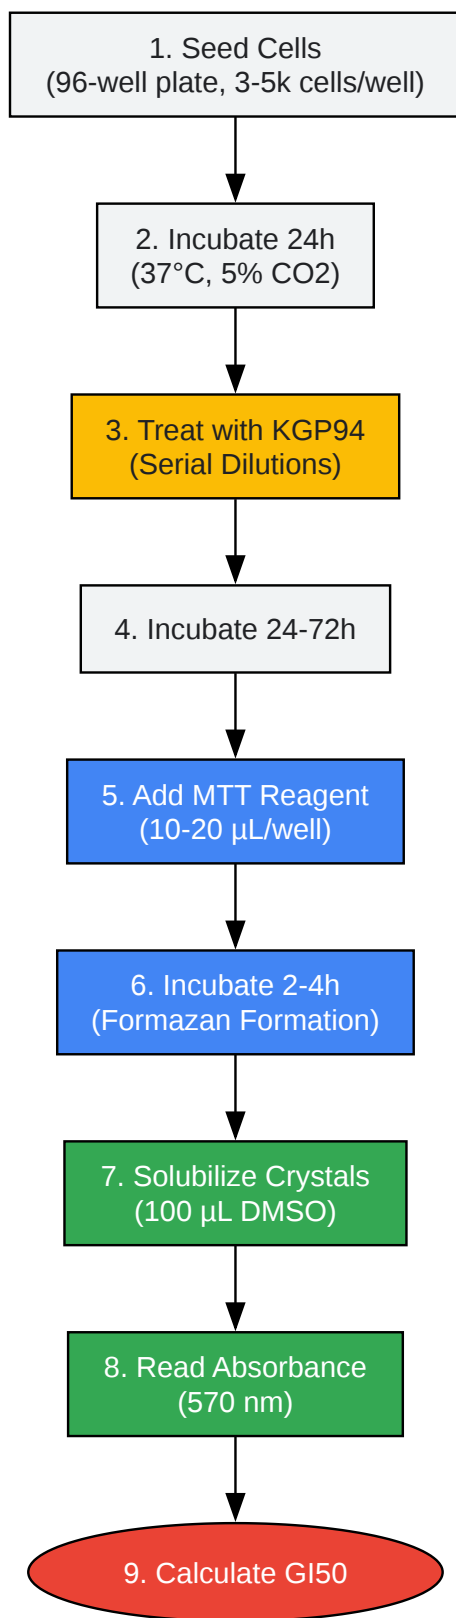 1. Seed Cells
(96-well plate, 3-5k cells/well)
2. Incubate 24h
(37°C, 5% CO2)
3. Treat with KGP94
(Serial Dilutions)
4. Incubate 24-72h
5. Add MTT Reagent
(10-20 µL/well)
6. Incubate 2-4h
(Formazan Formation)
7. Solubilize Crystals
(100 µL DMSO)
8. Read Absorbance
(570 nm)
9. Calculate GI50